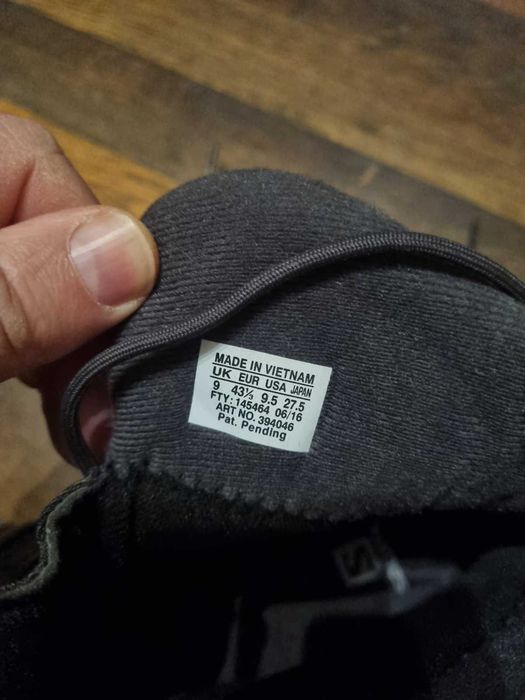 MADE IN VIETNAM
UK EUR USA JAPAN
9 43⅓ 9.5 27.5
FTY: 145464 06/16
ART NO. 394046
Pat. Pending
S